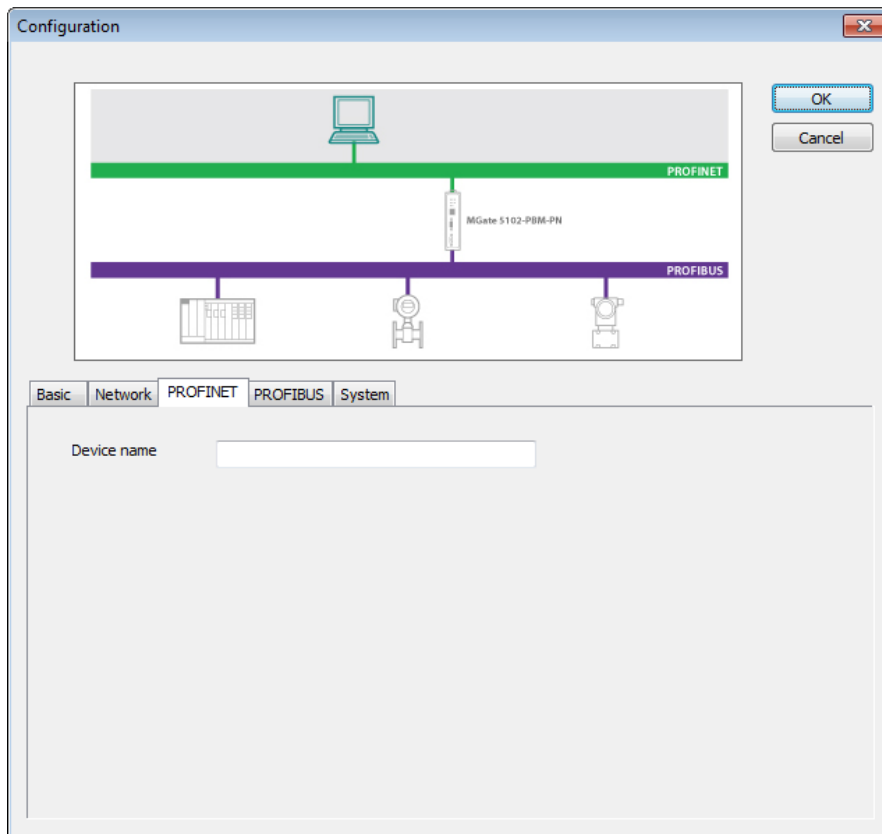 Configuration
OK
Cancel
PROFINET
MGate 5102-PBM-PN
PROFIBUS
Basic Network PROFINET PROFIBUS System
Device name